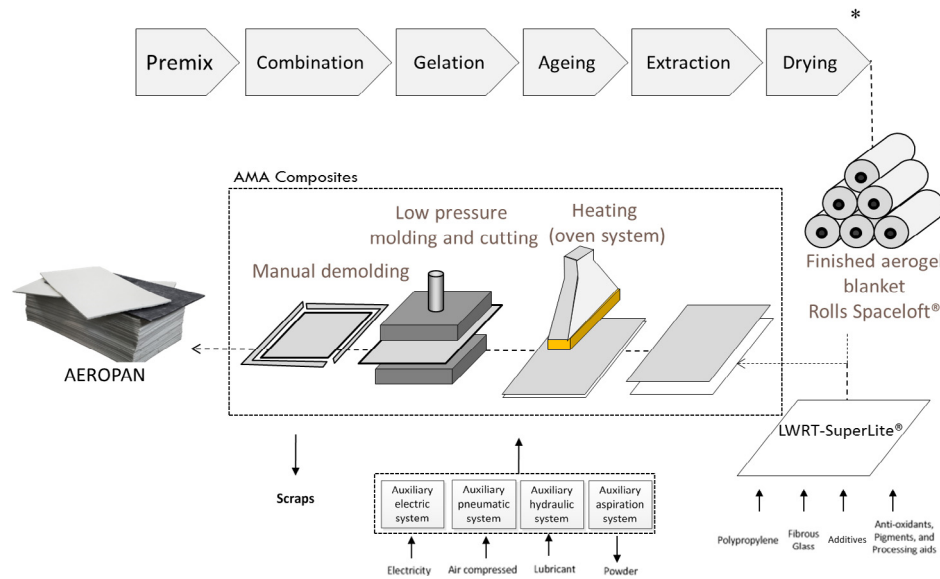 *
Premix
Combination
Gelation
Ageing
Extraction
Drying
AMA Composites
Low pressure
molding and cutting
Heating
(oven system)
Manual demolding
Finished aerogel
blanket
Rolls Spaceloft®
AEROPAN
LWRT-SuperLite®
Scraps
Auxiliary
electric
system
Auxiliary
pneumatic
system
Auxiliary
hydraulic
system
Auxiliary
aspiration
system
Electricity
Air compressed
Lubricant
Powder
Polypropylene
Fibrous
Glass
Additives
Anti-oxidants,
Pigments, and
Processing aids